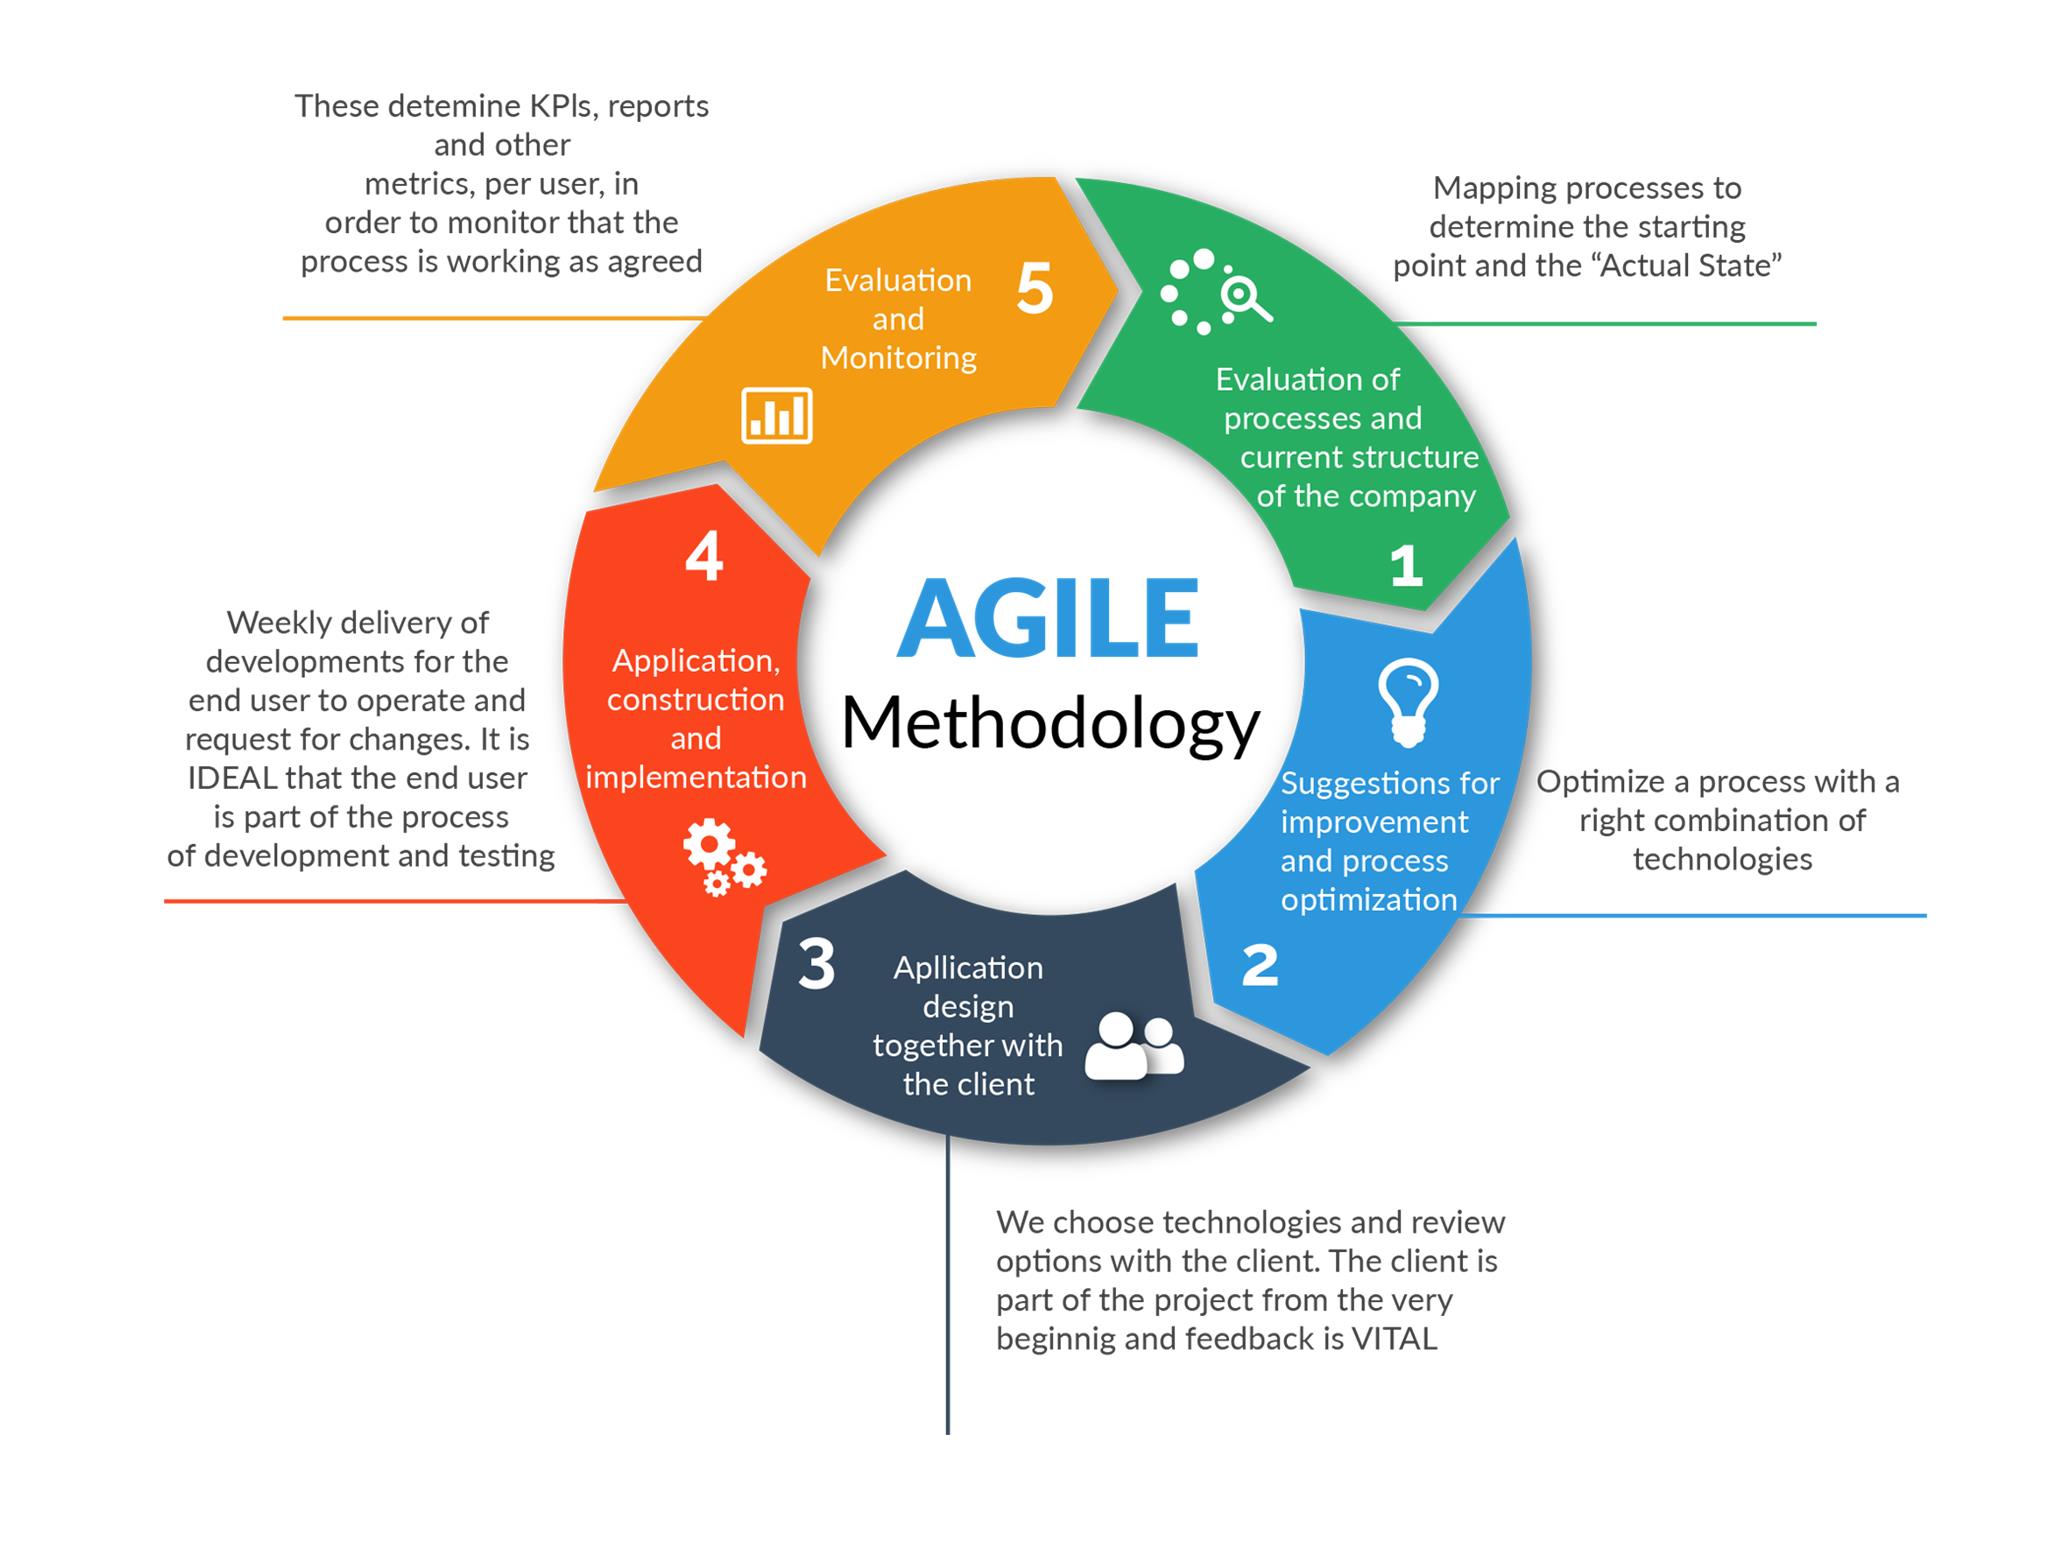 AGILE
Methodology
Mapping processes to
determine the starting
point and the “Actual State”
Evaluation of
processes and
current structure
of the company
1
Suggestions for
improvement
and process
optimization
2
Optimize a process with a
right combination of
technologies
3
Apllication
design
together with
the client
We choose technologies and review
options with the client. The client is
part of the project from the very
beginnig and feedback is VITAL
4
Application,
construction
and
implementation
Weekly delivery of
developments for the
end user to operate and
request for changes. It is
IDEAL that the end user
is part of the process
of development and testing
5
Evaluation
and
Monitoring
These detemine KPIs, reports
and other
metrics, per user, in
order to monitor that the
process is working as agreed